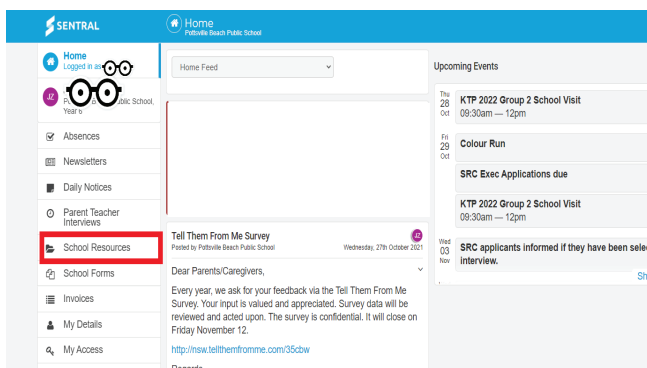 SENTRAL
Home
Pottsville Beach Public School
Home
Logged in as
JZ
Public School,
Year 6
Absences
Newsletters
Daily Notices
Parent Teacher
Interviews
School Resources
School Forms
Invoices
My Details
My Access
Home Feed
Tell Them From Me Survey
JZ
Posted by Pottsville Beach Public School
Wednesday, 27th October 2021
Dear Parents/Caregivers,
Every year, we ask for your feedback via the Tell Them From Me
Survey. Your input is valued and appreciated. Survey data will be
reviewed and acted upon. The survey is confidential. It will close on
Friday November 12.
http://nsw.tellthemfromme.com/35cbw
Regards
Upcoming Events
Thu
28
Oct
KTP 2022 Group 2 School Visit
09:30am — 12pm
Fri
29
Oct
Colour Run
SRC Exec Applications due
KTP 2022 Group 2 School Visit
09:30am — 12pm
Wed
03
Nov
SRC applicants informed if they have been selec
interview.
Sh